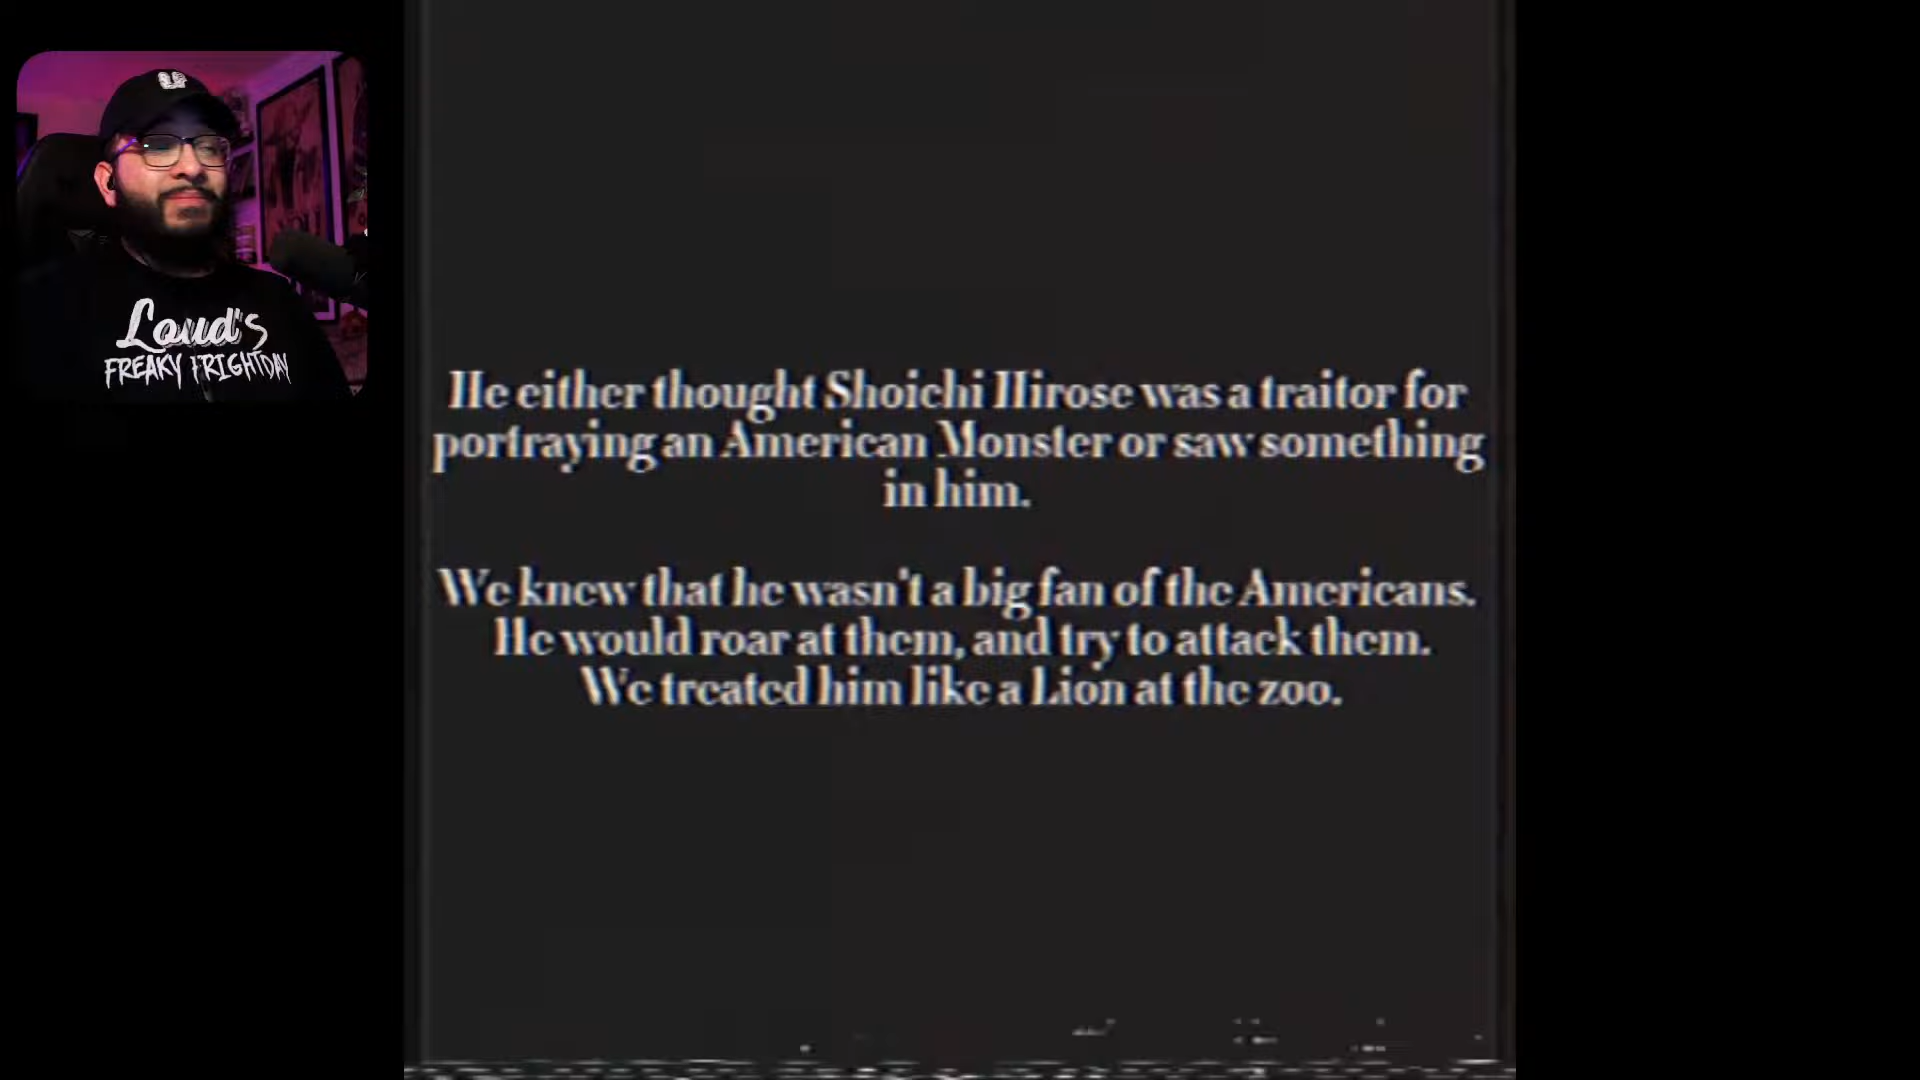 Loud's
FREAKY FRIGHTDAY
He either thought Shoichi Hirose was a traitor for
portraying an American Monster or saw something
in him.
We knew that he wasn't a big fan of the Americans.
He would roar at them, and try to attack them.
We treated him like a Lion at the zoo.